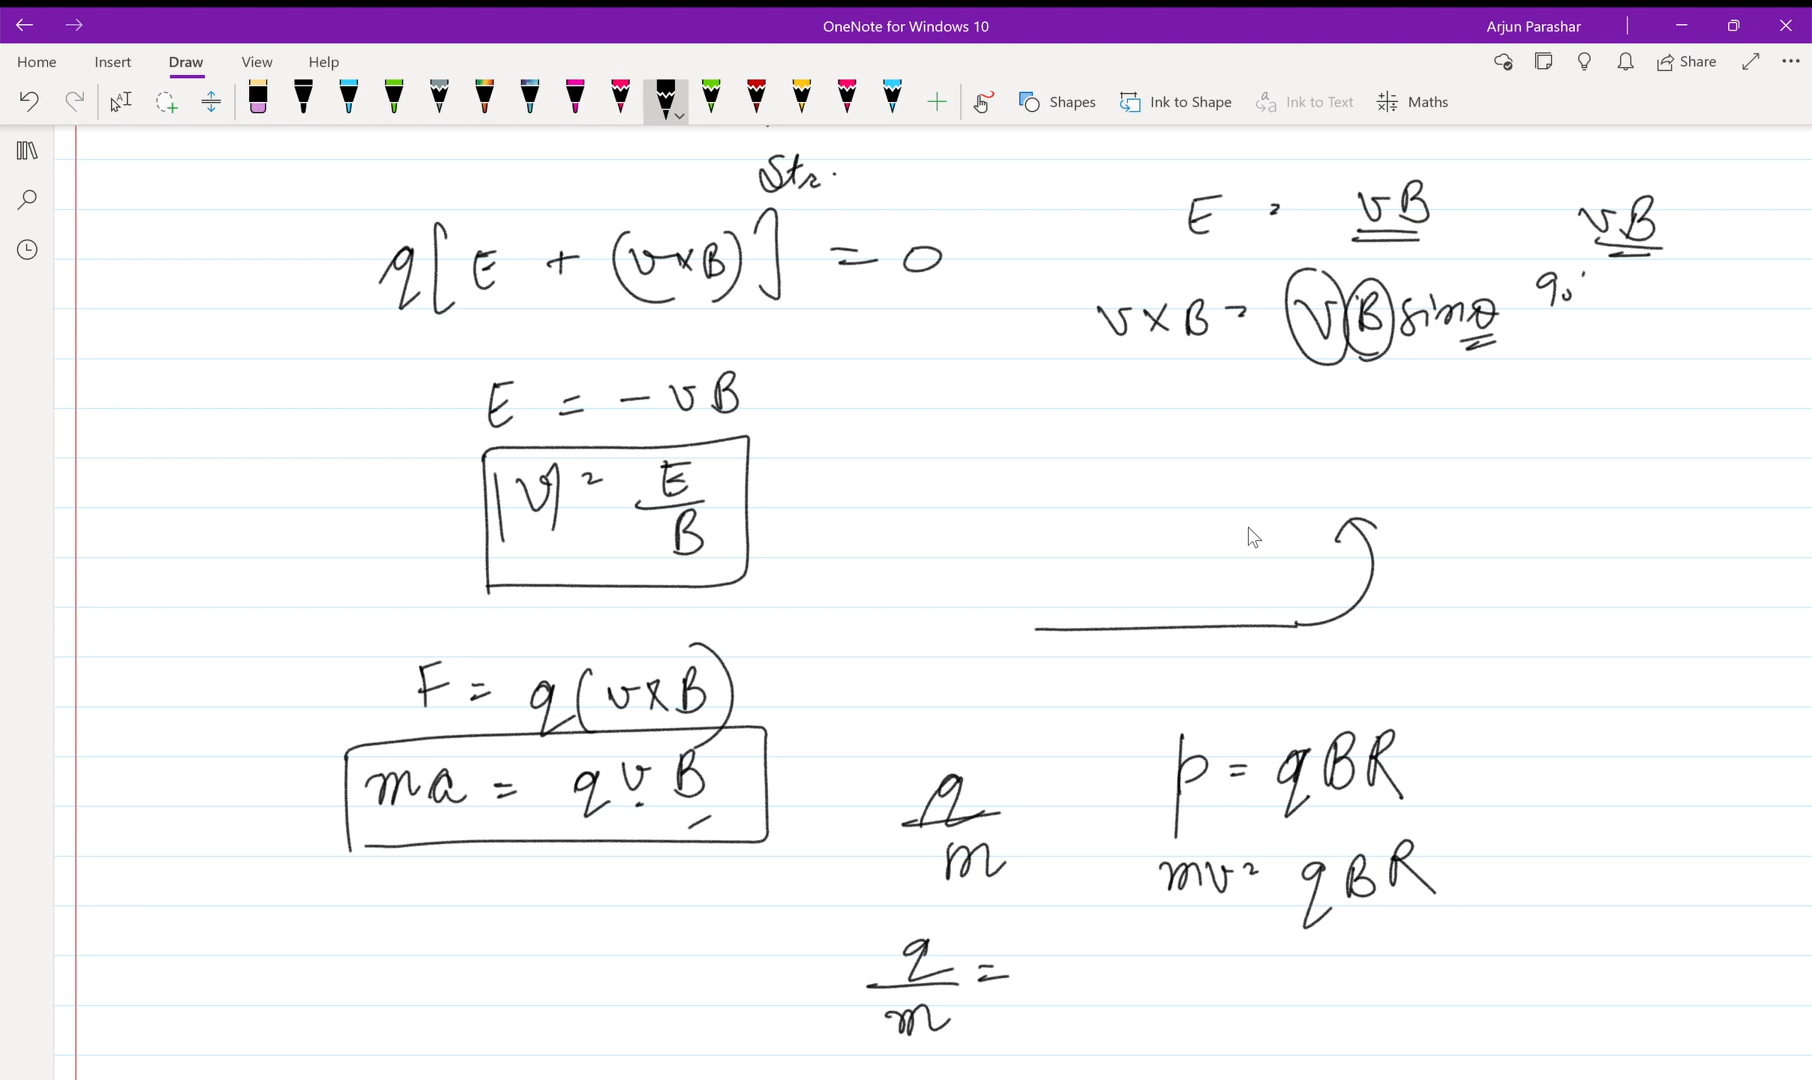 OneNote for Windows 10
Arjun Parashar
Home Insert Draw View Help
Share
Shapes Ink to Shape Ink to Text Maths
Str.
q[E + (v×B)] = 0
E = vB
vB
v×B = VB sinθ
90°
E = - vB
|v| = E/B
F = q(v×B)
ma = qvB
q/m
p = qBR
mv = qBR
q/m =